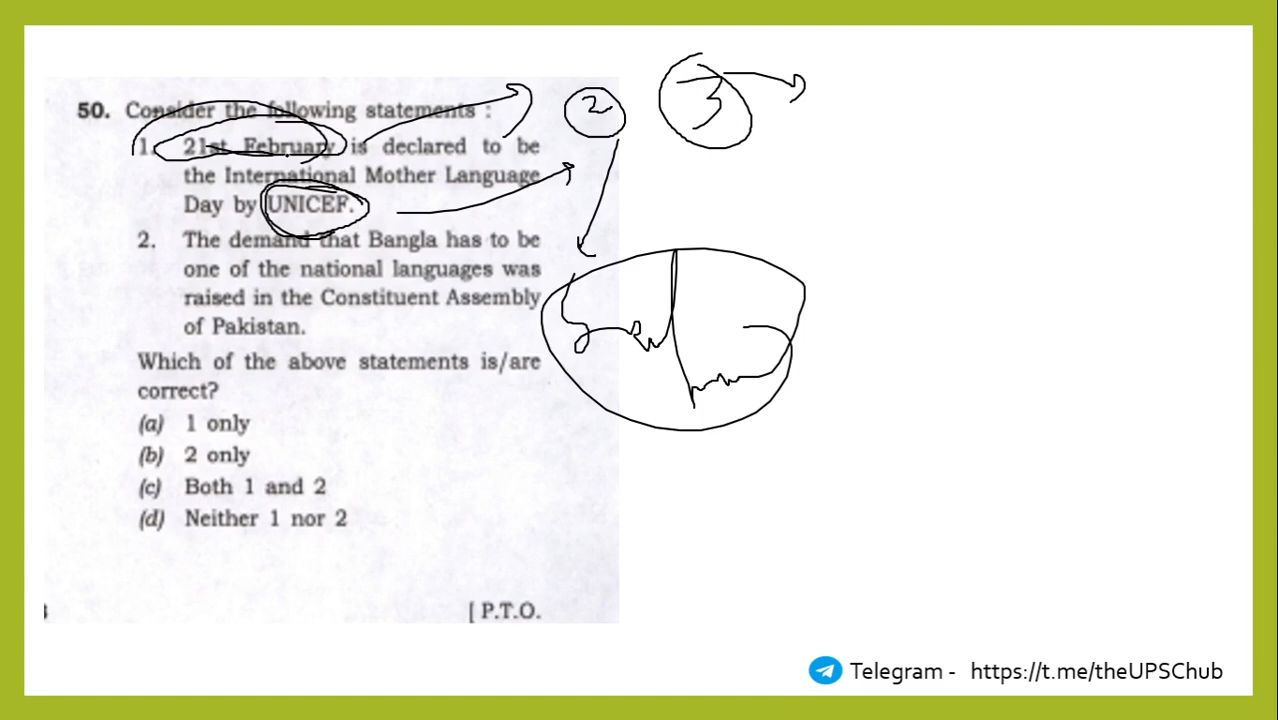 50. Consider the following statements :
1. 21st February is declared to be
the International Mother Language
Day by UNICEF.
2. The demand that Bangla has to be
one of the national languages was
raised in the Constituent Assembly
of Pakistan.
Which of the above statements is/are
correct?
(a) 1 only
(b) 2 only
(c) Both 1 and 2
(d) Neither 1 nor 2
[ P.T.O.
2
3
Telegram - https://t.me/theUPSChub